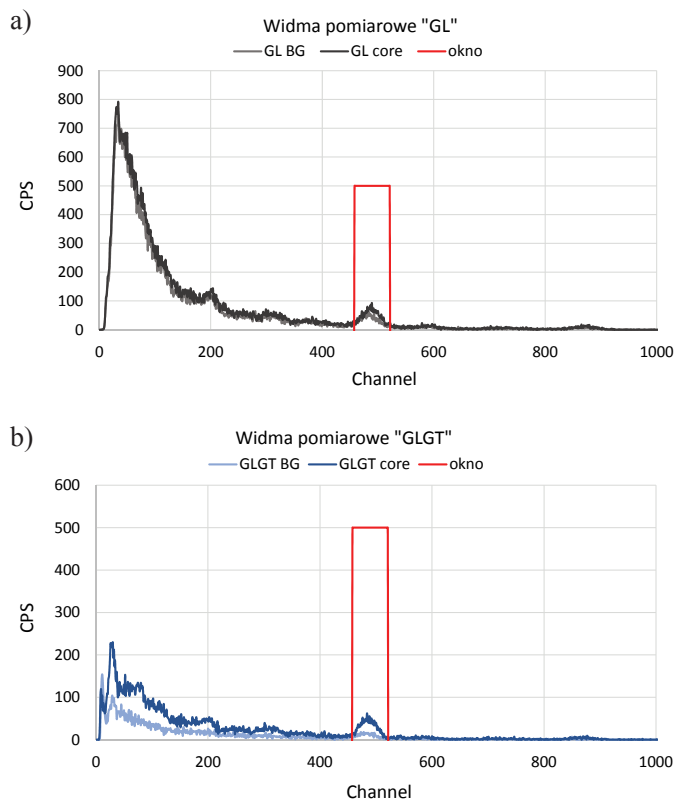 a)
Widma pomiarowe "GL"
GL BG GL core okno
900
800
700
600
500
400
300
200
100
0
CPS
0 200 400 600 800 1000
Channel
b)
Widma pomiarowe "GLGT"
GLGT BG GLGT core okno
600
500
400
300
200
100
0
CPS
0 200 400 600 800 1000
Channel